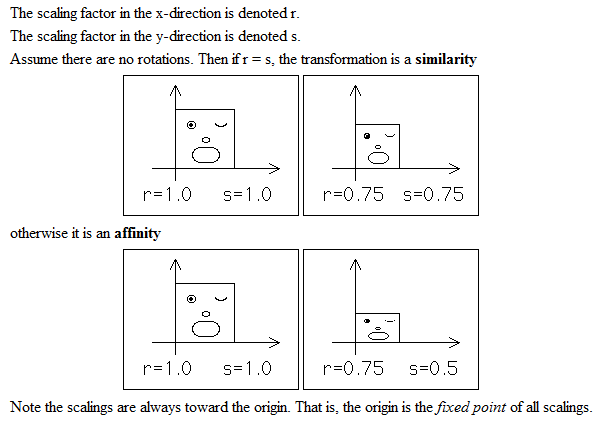 The scaling factor in the x-direction is denoted r.
The scaling factor in the y-direction is denoted s.
Assume there are no rotations. Then if r = s, the transformation is a similarity
r=1.0 s=1.0 r=0.75 s=0.75
otherwise it is an affinity
r=1.0 s=1.0 r=0.75 s=0.5
Note the scalings are always toward the origin. That is, the origin is the fixed point of all scalings.